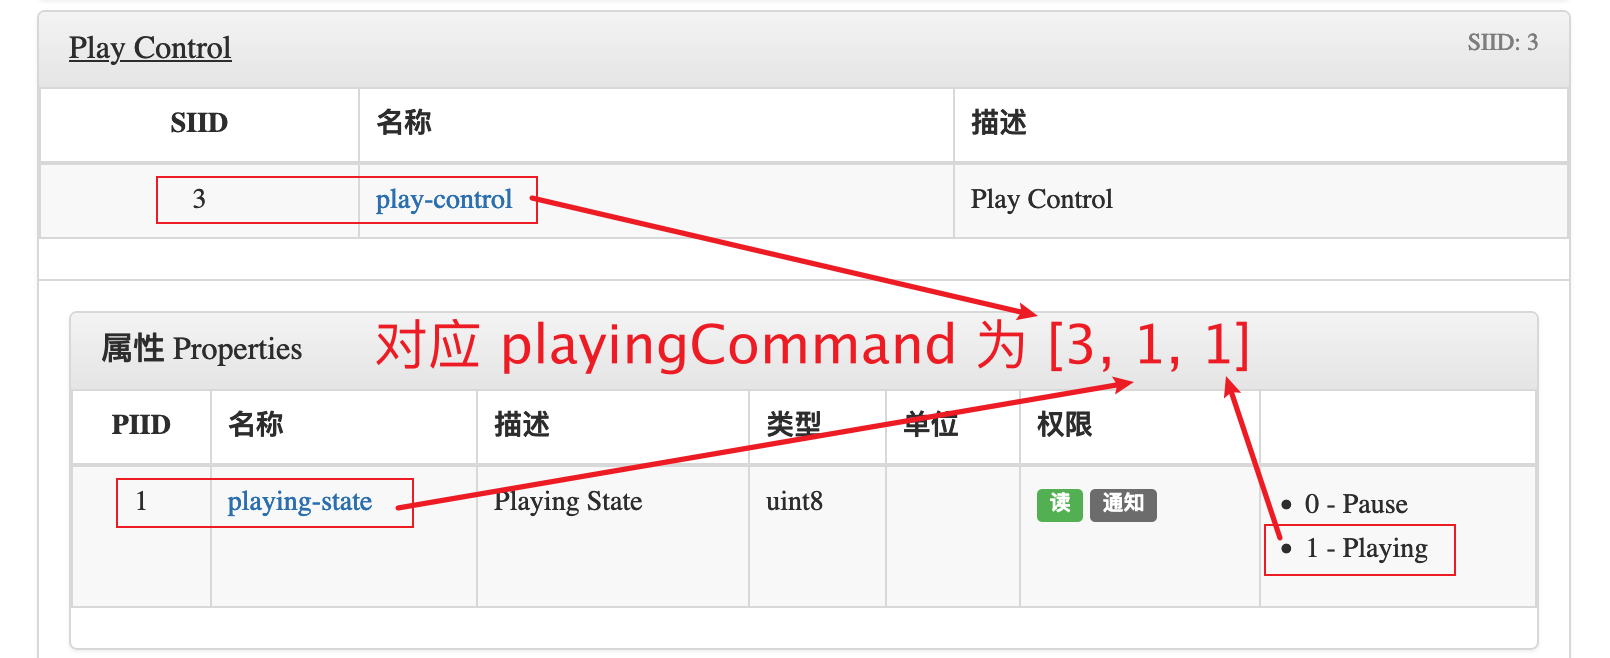 Play Control
SIID: 3
SIID 名称 描述
3 play-control Play Control
属性 Properties
对应 playingCommand 为 [3, 1, 1]
PIID 名称 描述 类型 单位 权限
1 playing-state Playing State uint8 读 通知
• 0 - Pause
• 1 - Playing